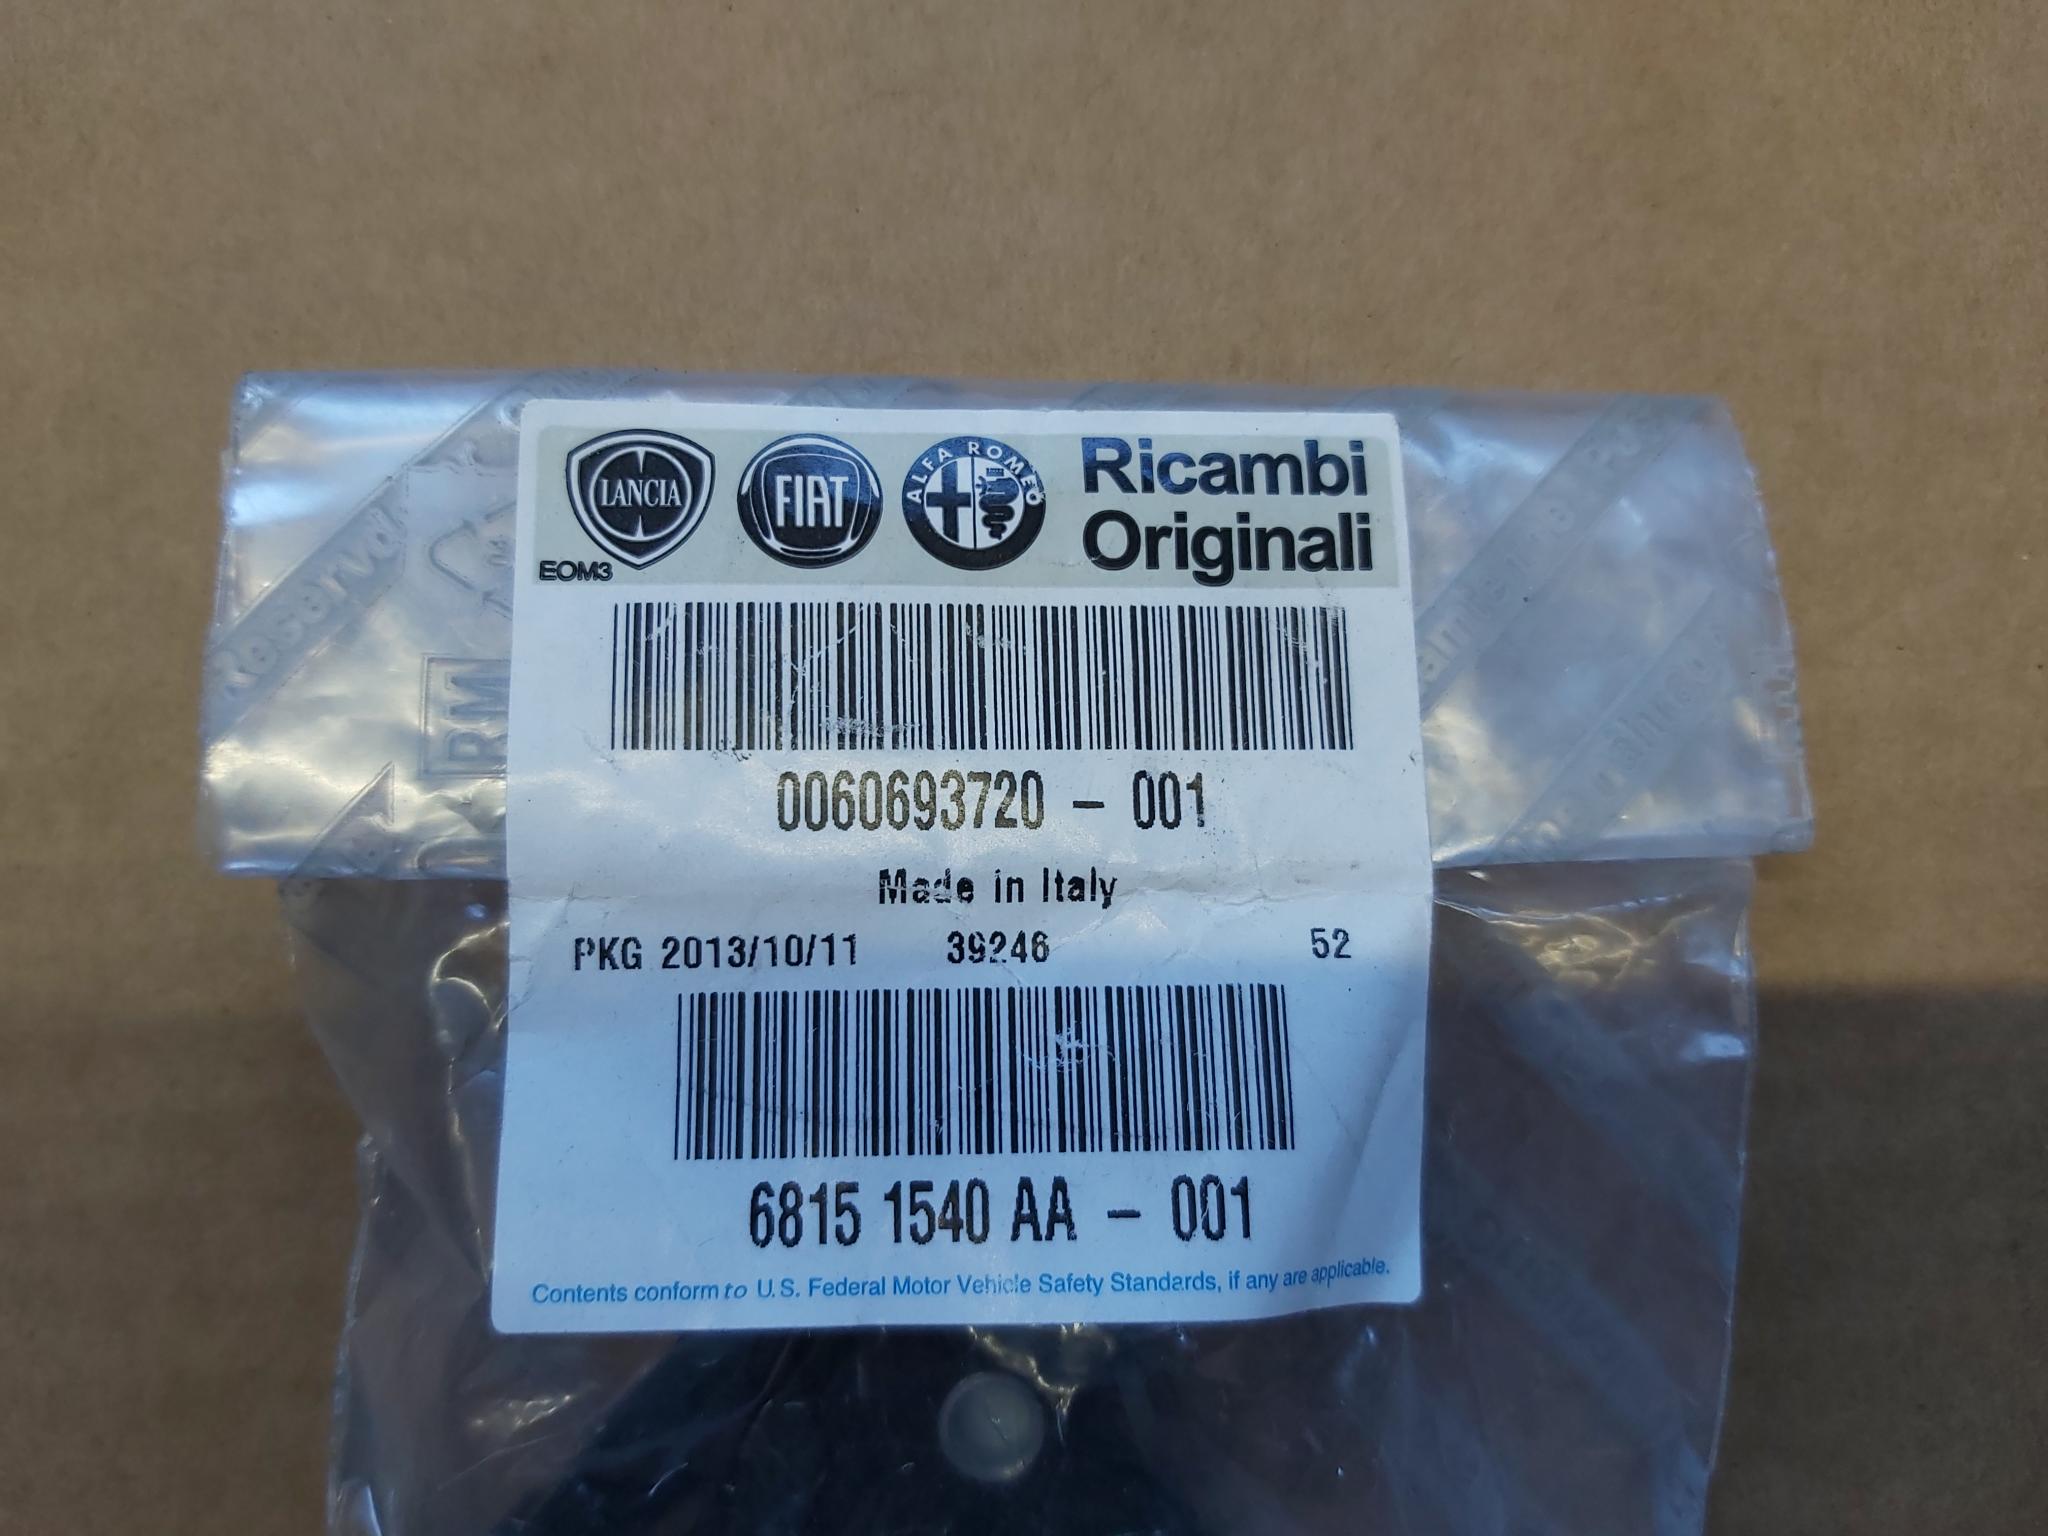 LANCIA
FIAT
ALFA ROMEO
Ricambi
Originali
EOM3
0060693720 - 001
Made in Italy
PKG 2013/10/11 39246 52
6815 1540 AA - 001
Contents conform to U.S. Federal Motor Vehicle Safety Standards, if any are applicable.